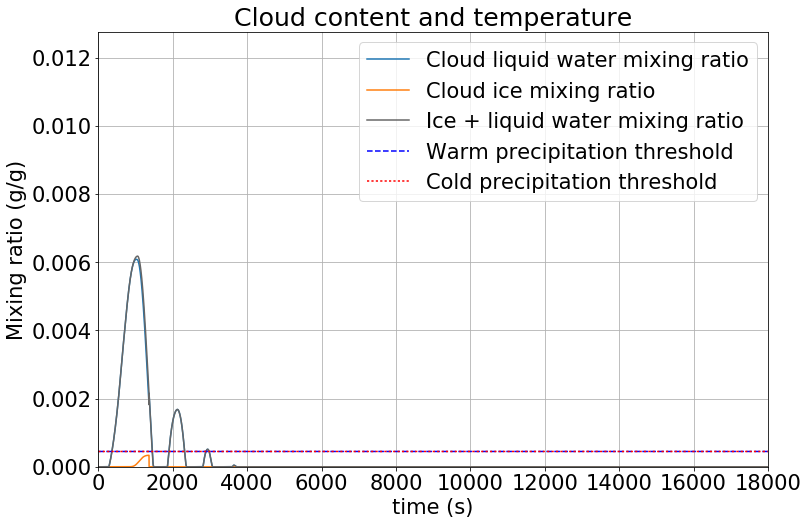 Cloud content and temperature
Cloud liquid water mixing ratio
Cloud ice mixing ratio
Ice + liquid water mixing ratio
Warm precipitation threshold
Cold precipitation threshold
Mixing ratio (g/g)
0.012
0.010
0.008
0.006
0.004
0.002
0.000
0 2000 4000 6000 8000 10000 12000 14000 16000 18000
time (s)